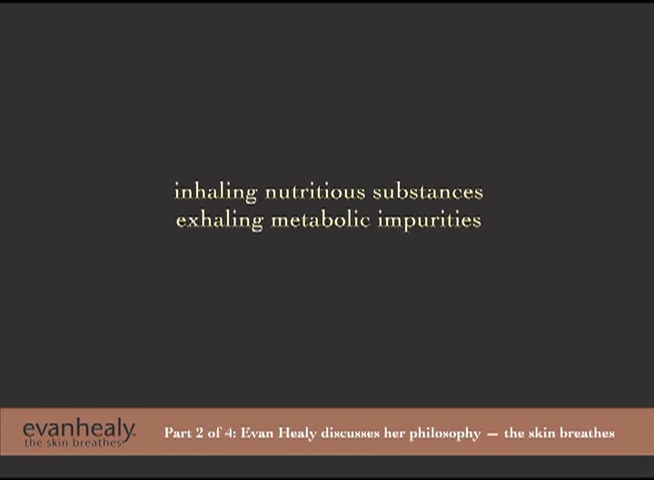 inhaling nutritious substances
exhaling metabolic impurities
evanhealy™
the skin breathes
Part 2 of 4: Evan Healy discusses her philosophy — the skin breathes